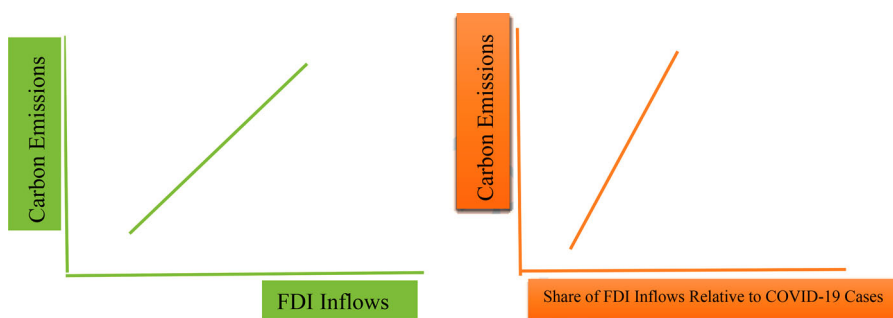 Carbon Emissions
FDI Inflows
Carbon Emissions
Share of FDI Inflows Relative to COVID-19 Cases